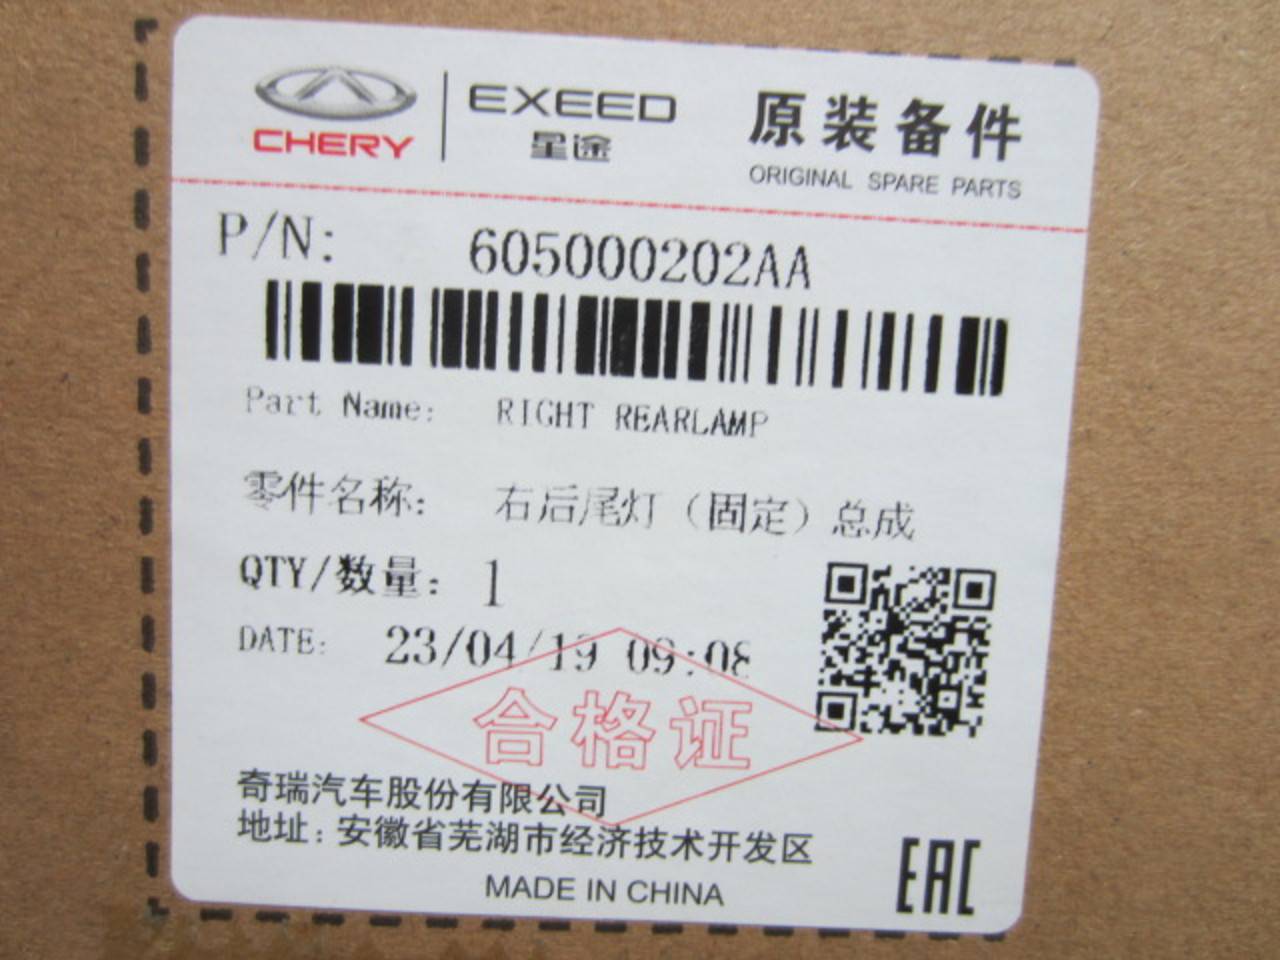 CHERY
EXEED
星途
原装备件
ORIGINAL SPARE PARTS
P/N: 605000202AA
Part Name: RIGHT REARLAMP
零件名称: 右后尾灯（固定）总成
QTY/数量: 1
DATE: 23/04/19 09:08
合格证
奇瑞汽车股份有限公司
地址：安徽省芜湖市经济技术开发区
MADE IN CHINA
EAC